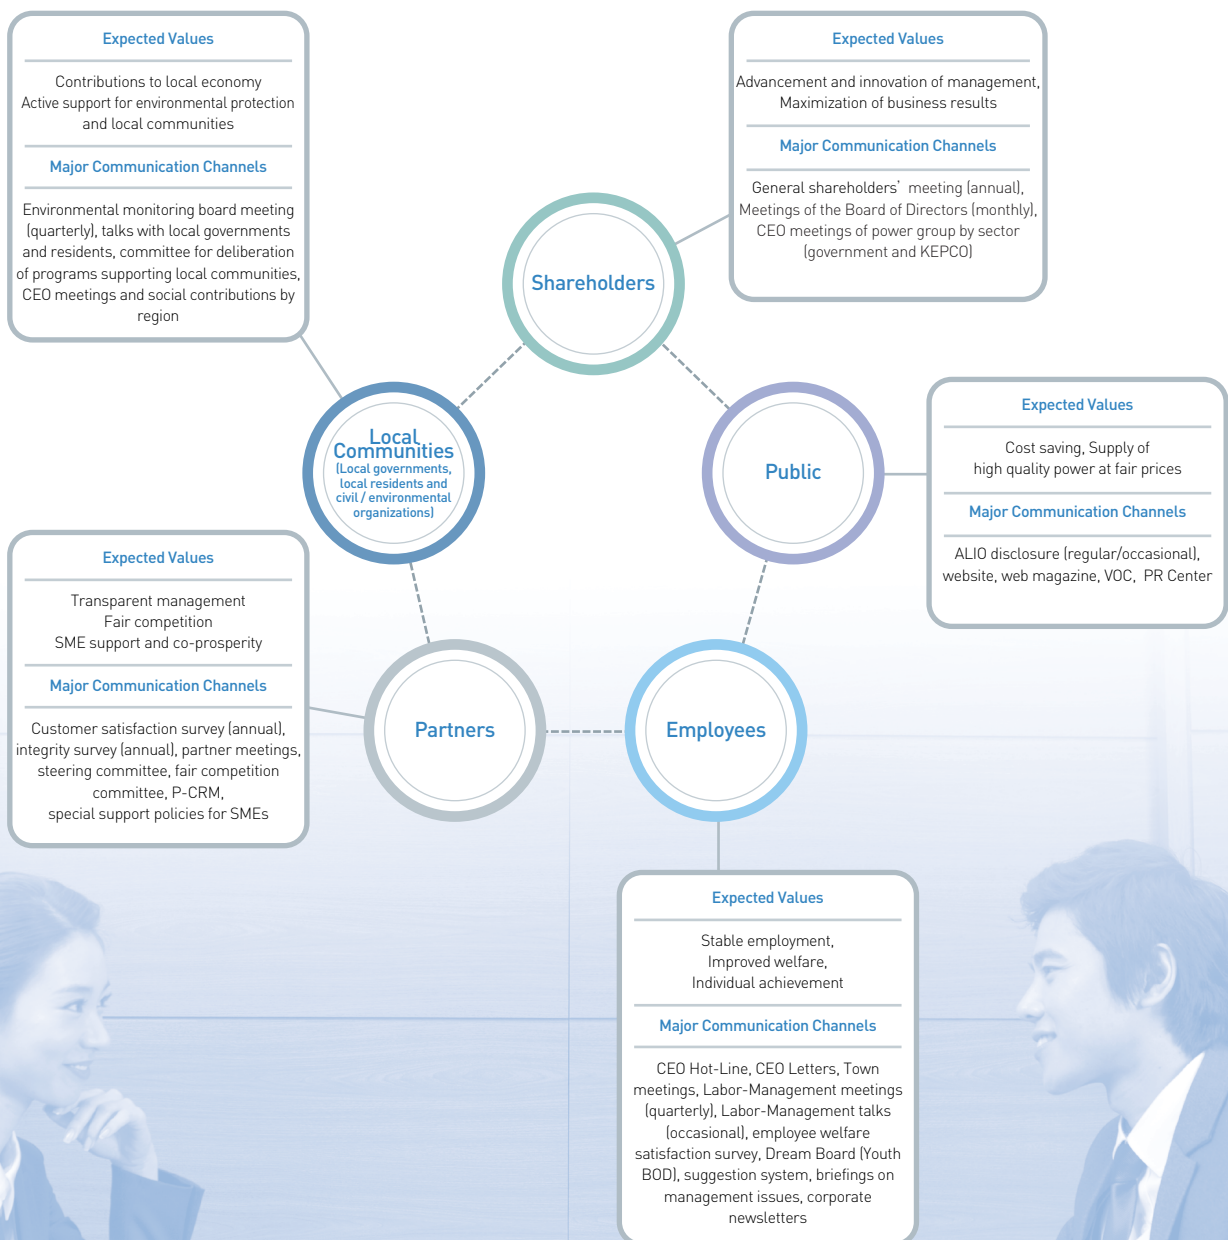 Expected Values
Contributions to local economy
Active support for environmental protection
and local communities
Major Communication Channels
Environmental monitoring board meeting
(quarterly), talks with local governments
and residents, committee for deliberation
of programs supporting local communities,
CEO meetings and social contributions by
region
Expected Values
Advancement and innovation of management,
Maximization of business results
Major Communication Channels
General shareholders' meeting (annual),
Meetings of the Board of Directors (monthly),
CEO meetings of power group by sector
(government and KEPCO)
Shareholders
Local
Communities
(Local governments,
local residents and
civil / environmental
organizations)
Public
Expected Values
Cost saving, Supply of
high quality power at fair prices
Major Communication Channels
ALIO disclosure (regular/occasional),
website, web magazine, VOC, PR Center
Expected Values
Transparent management
Fair competition
SME support and co-prosperity
Major Communication Channels
Customer satisfaction survey (annual),
integrity survey (annual), partner meetings,
steering committee, fair competition
committee, P-CRM,
special support policies for SMEs
Partners
Employees
Expected Values
Stable employment,
Improved welfare,
Individual achievement
Major Communication Channels
CEO Hot-Line, CEO Letters, Town
meetings, Labor-Management meetings
(quarterly), Labor-Management talks
(occasional), employee welfare
satisfaction survey, Dream Board (Youth
BOD), suggestion system, briefings on
management issues, corporate
newsletters